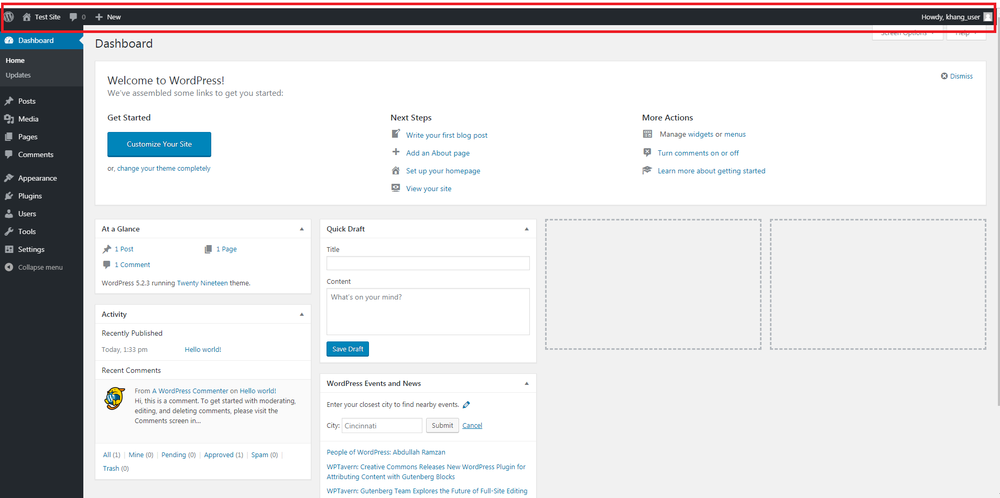 Test Site 0 New Howdy, khang_user
Screen Options Help
Dashboard
Home
Updates
Posts
Media
Pages
Comments
Appearance
Plugins
Users
Tools
Settings
Collapse menu
Dashboard
Welcome to WordPress!
We've assembled some links to get you started:
Dismiss
Get Started
Customize Your Site
or, change your theme completely
Next Steps
Write your first blog post
Add an About page
Set up your homepage
View your site
More Actions
Manage widgets or menus
Turn comments on or off
Learn more about getting started
At a Glance
1 Post 1 Page
1 Comment
WordPress 5.2.3 running Twenty Nineteen theme.
Activity
Recently Published
Today, 1:33 pm Hello world!
Recent Comments
From A WordPress Commenter on Hello world!
Hi, this is a comment. To get started with moderating,
editing, and deleting comments, please visit the
Comments screen in...
All (1) | Mine (0) | Pending (0) | Approved (1) | Spam (0) |
Trash (0)
Quick Draft
Title
Content
What's on your mind?
Save Draft
WordPress Events and News
Enter your closest city to find nearby events.
City: Cincinnati Submit Cancel
People of WordPress: Abdullah Ramzan
WPTavern: Creative Commons Releases New WordPress Plugin for
Attributing Content with Gutenberg Blocks
WPTavern: Gutenberg Team Explores the Future of Full-Site Editing